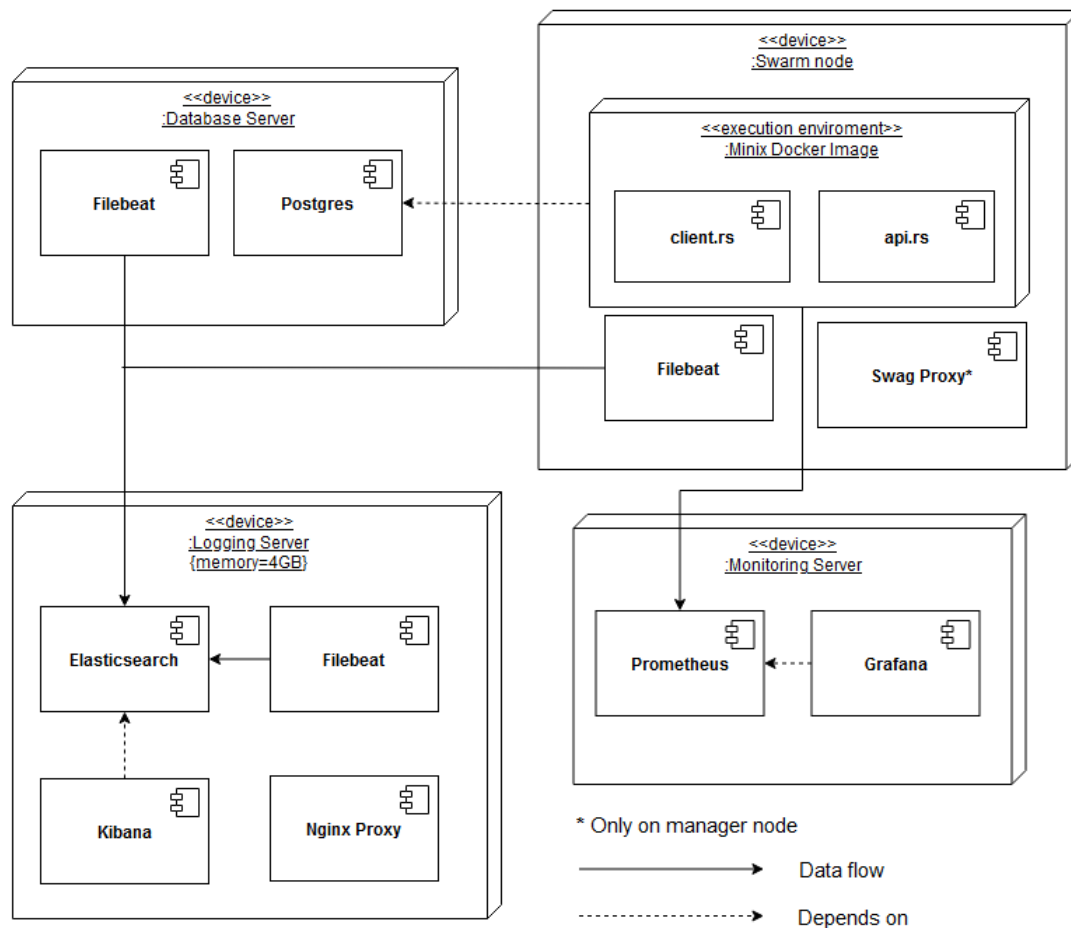 <<device>>
:Database Server
Filebeat
Postgres
<<device>>
:Swarm node
<<execution enviroment>>
:Minix Docker Image
client.rs
api.rs
Filebeat
Swag Proxy*
<<device>>
:Logging Server
{memory=4GB}
Elasticsearch
Filebeat
Kibana
Nginx Proxy
<<device>>
:Monitoring Server
Prometheus
Grafana
* Only on manager node
Data flow
Depends on